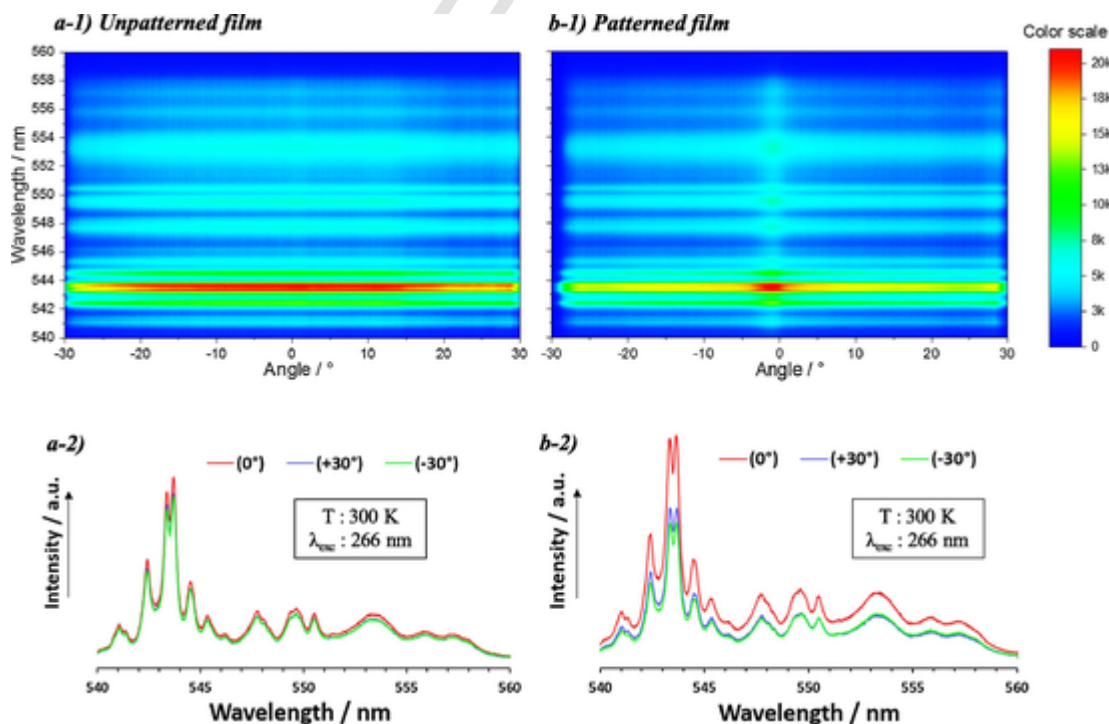 a-1) Unpatterned film
b-1) Patterned film
Color scale
560
558
556
554
552
550
548
546
544
542
540
Wavelength / nm
-30 -20 -10 0 10 20 30
Angle / °
-30 -20 -10 0 10 20 30
Angle / °
20k
18k
15k
13k
10k
8k
5k
3k
0
a-2)
(0°) (+30°) (-30°)
T : 300 K
λexc : 266 nm
Intensity / a.u.
540 545 550 555 560
Wavelength / nm
b-2)
(0°) (+30°) (-30°)
T : 300 K
λexc : 266 nm
Intensity / a.u.
540 545 550 555 560
Wavelength / nm